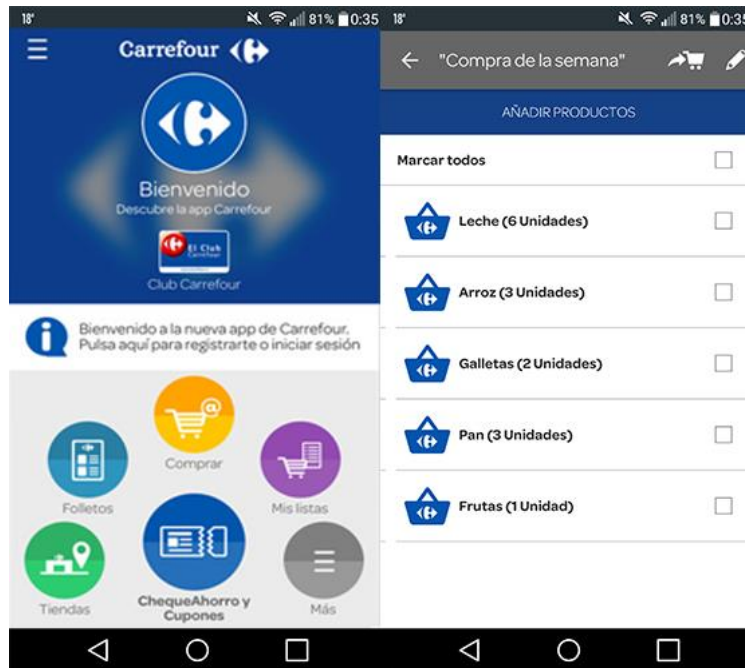 18°
81% 0:35
Carrefour
Bienvenido
Descubre la app Carrefour
El Club
Carrefour
Club Carrefour
Bienvenido a la nueva app de Carrefour.
Pulsa aquí para registrarte o iniciar sesión
Comprar
Folletos
Mis listas
Tiendas
ChequeAhorro y
Cupones
Más
18°
81% 0:35
"Compra de la semana"
AÑADIR PRODUCTOS
Marcar todos
Leche (6 Unidades)
Arroz (3 Unidades)
Galletas (2 Unidades)
Pan (3 Unidades)
Frutas (1 Unidad)